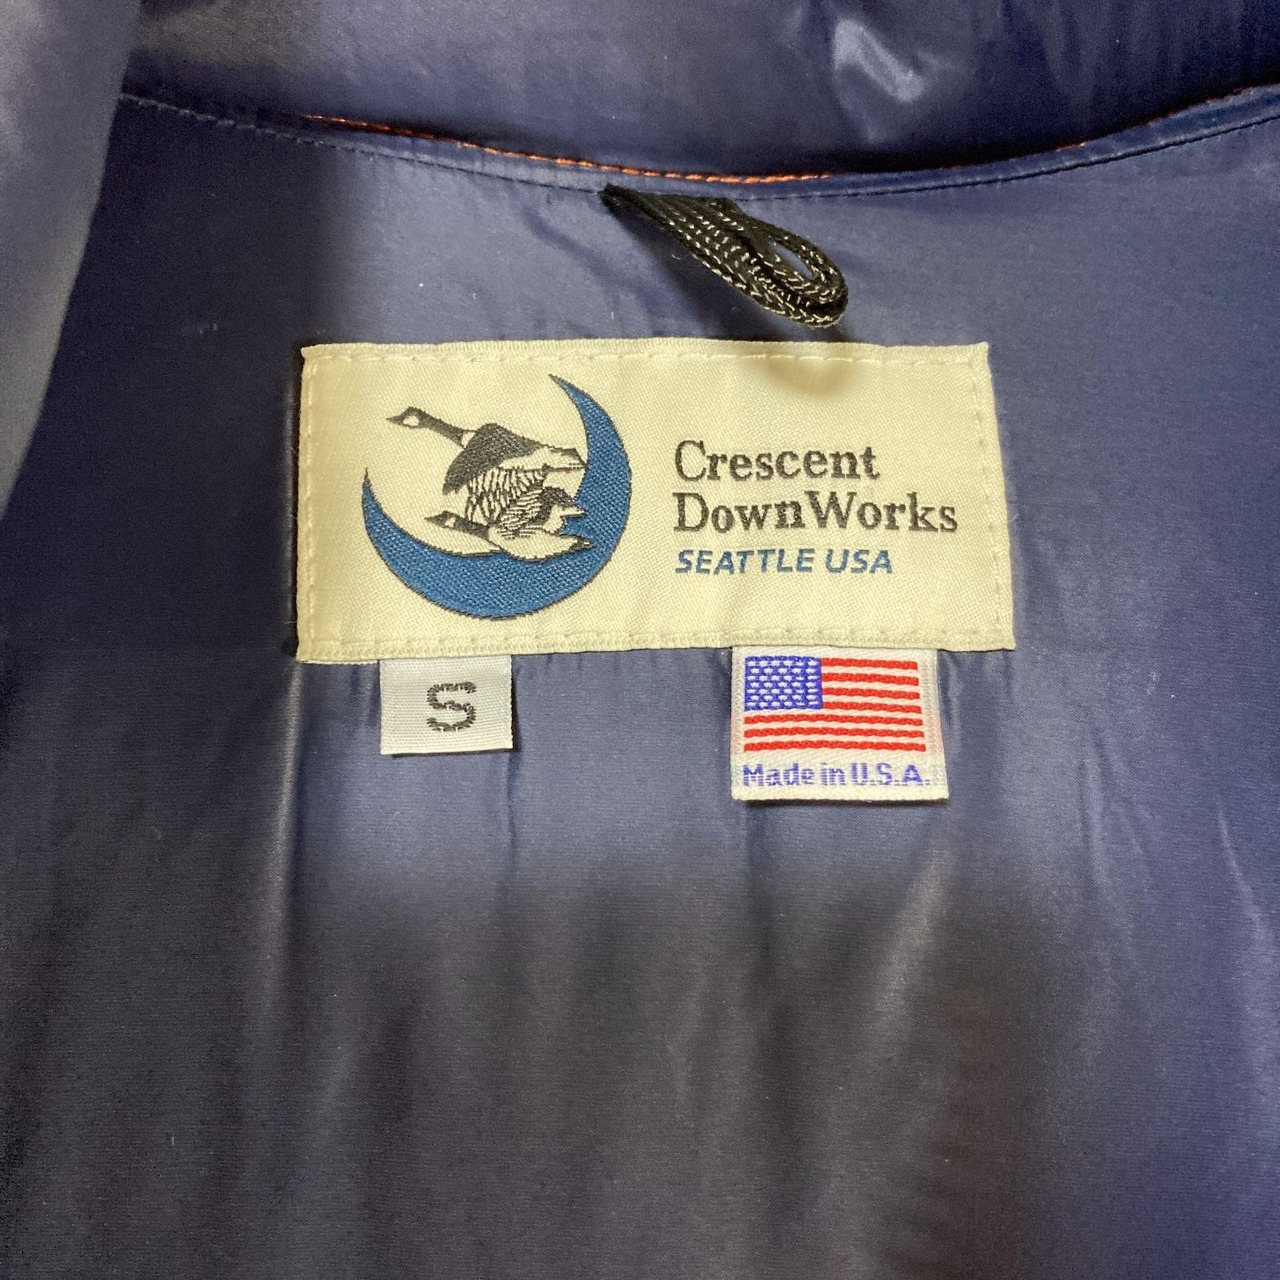 Crescent
DownWorks
SEATTLE USA
S
Made in U.S.A.